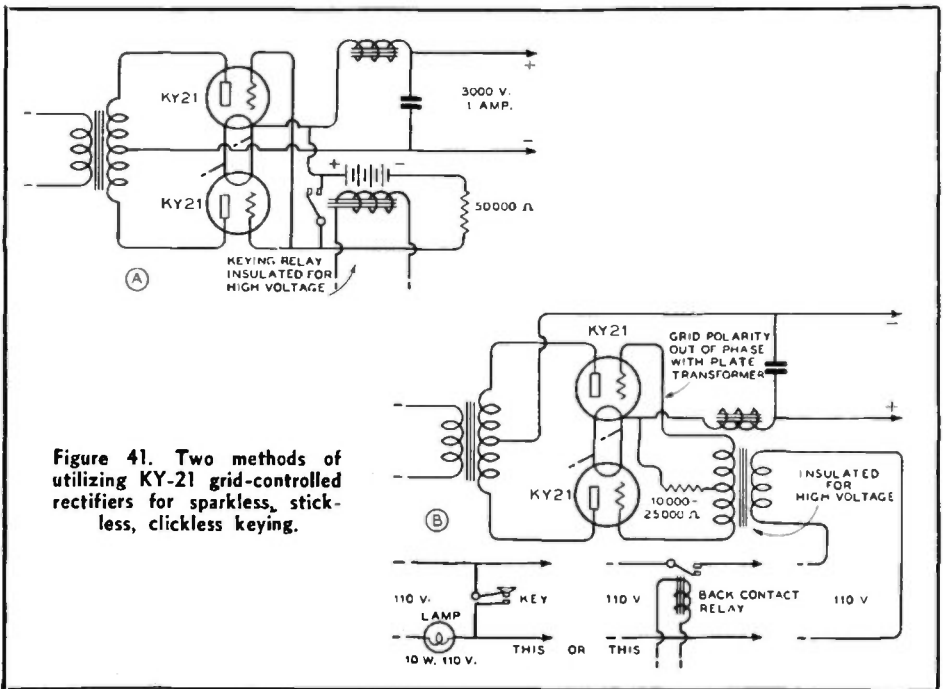 KY21
+
3000 V.
1 AMP.
−
KY21
+ −
50000 Ω
KEYING RELAY
INSULATED FOR
HIGH VOLTAGE
A
KY21
GRID POLARITY
OUT OF PHASE
WITH PLATE
TRANSFORMER
−
+
KY21
10000-
25000 Ω
INSULATED
FOR
HIGH VOLTAGE
B
Figure 41. Two methods of
utilizing KY-21 grid-controlled
rectifiers for sparkless, stick-
less, clickless keying.
110 V.
KEY
LAMP
10 W. 110 V.
THIS OR THIS
110 V
BACK CONTACT
RELAY
110 V